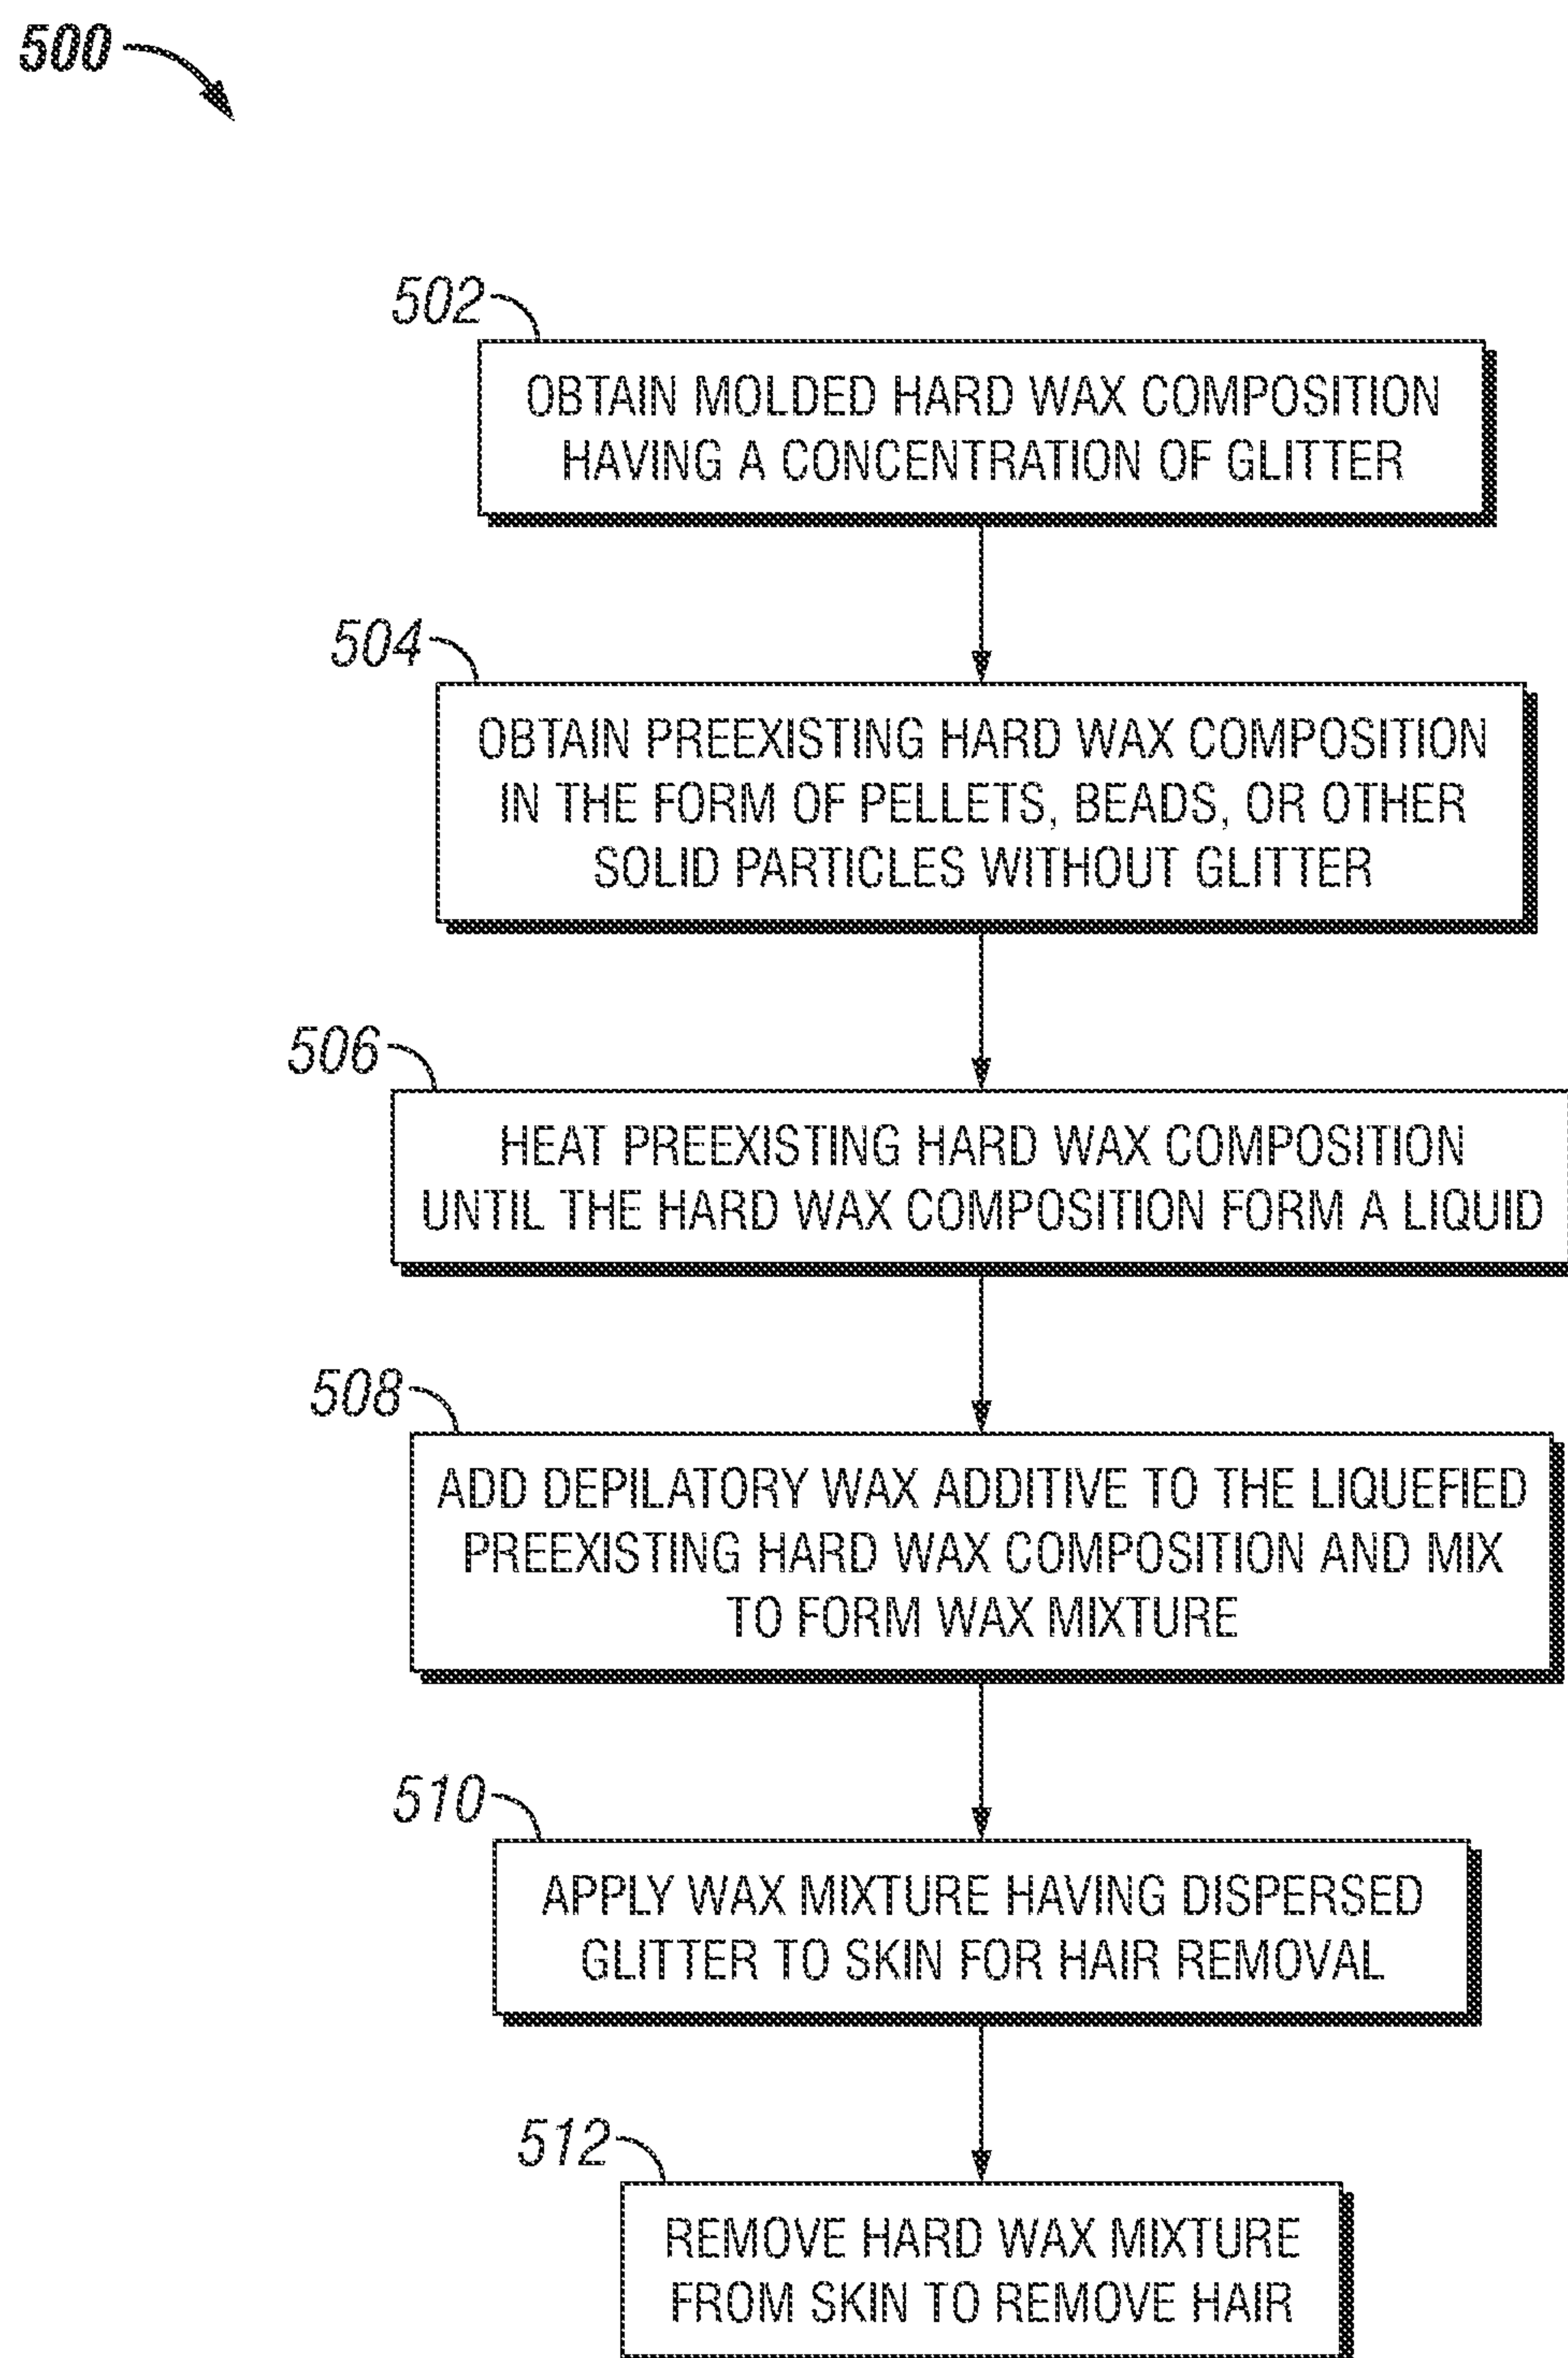 500
502
OBTAIN MOLDED HARD WAX COMPOSITION
HAVING A CONCENTRATION OF GLITTER
504
OBTAIN PREEXISTING HARD WAX COMPOSITION
IN THE FORM OF PELLETS, BEADS, OR OTHER
SOLID PARTICLES WITHOUT GLITTER
506
HEAT PREEXISTING HARD WAX COMPOSITION
UNTIL THE HARD WAX COMPOSITION FORM A LIQUID
508
ADD DEPILATORY WAX ADDITIVE TO THE LIQUEFIED
PREEXISTING HARD WAX COMPOSITION AND MIX
TO FORM WAX MIXTURE
510
APPLY WAX MIXTURE HAVING DISPERSED
GLITTER TO SKIN FOR HAIR REMOVAL
512
REMOVE HARD WAX MIXTURE
FROM SKIN TO REMOVE HAIR